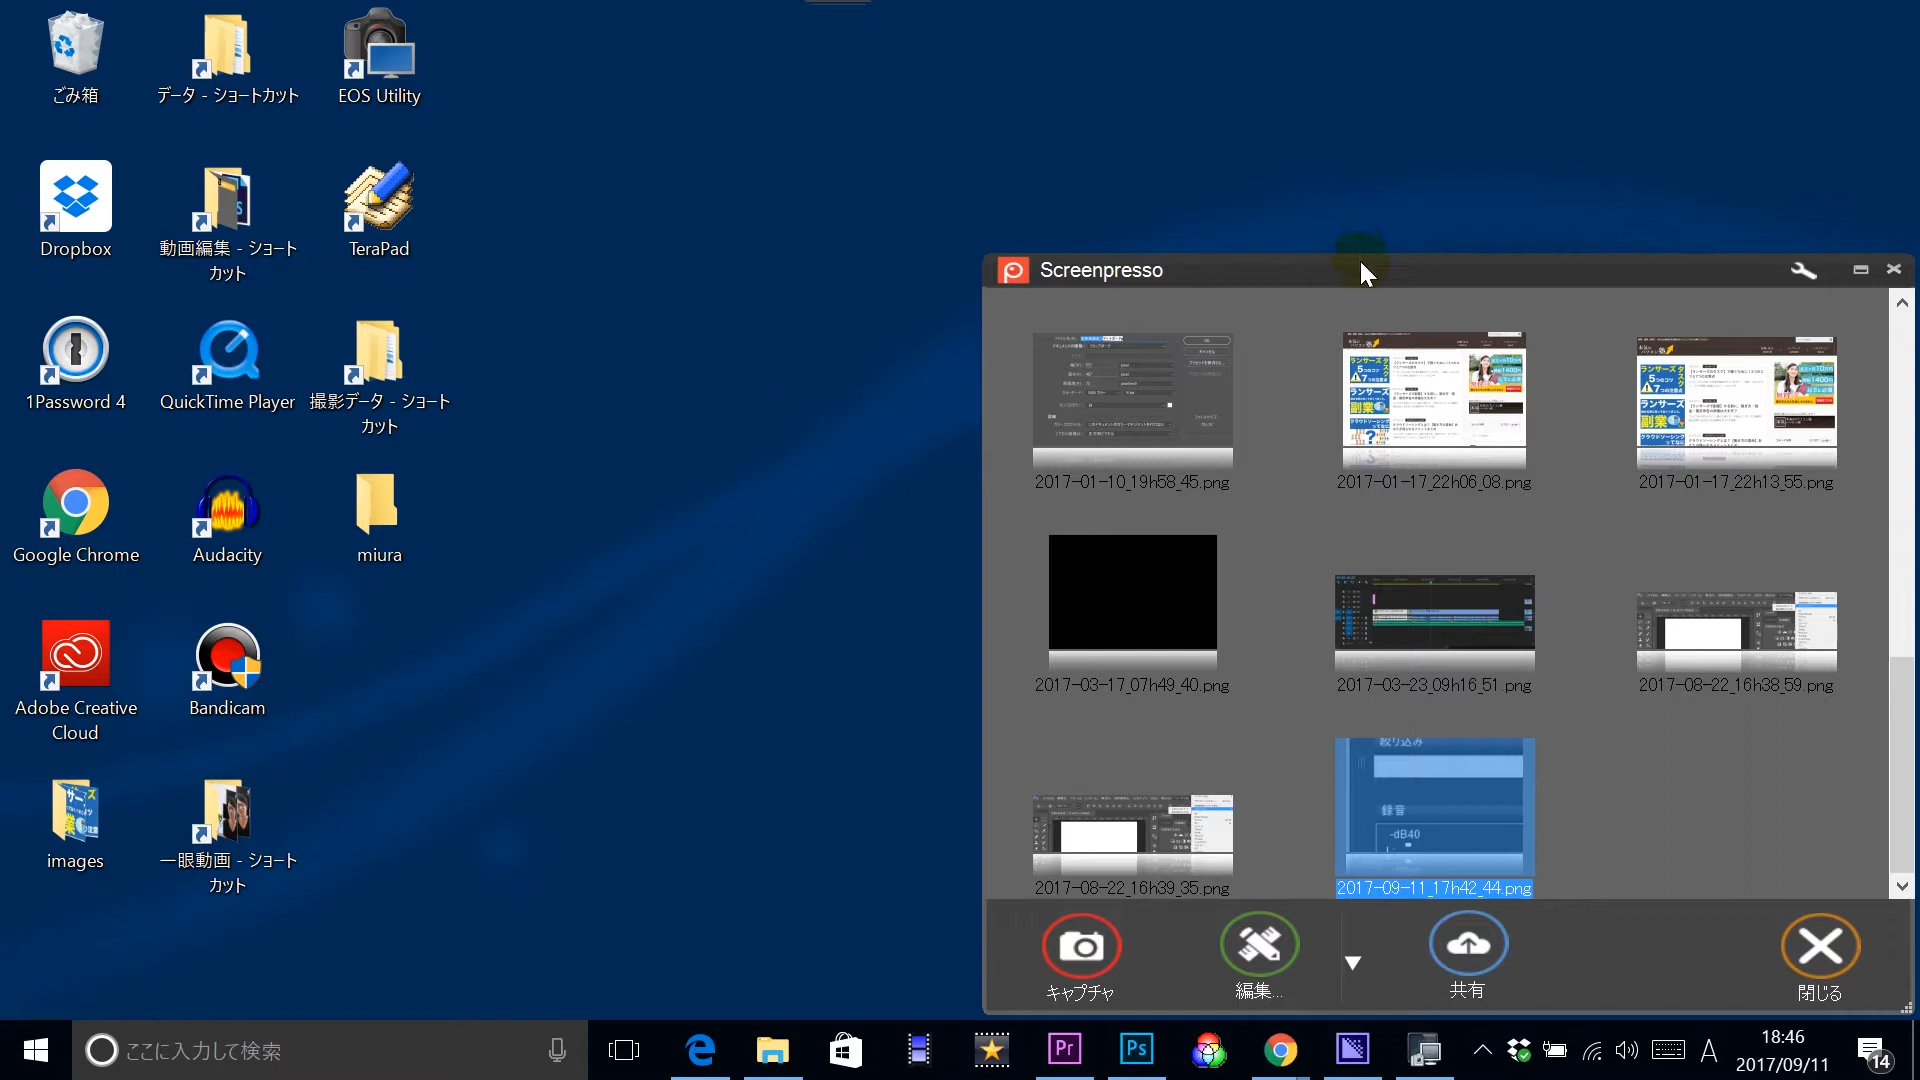 ごみ箱
データ - ショートカット
EOS Utility
Dropbox
動画編集 - ショート
カット
TeraPad
1Password 4
QuickTime Player
撮影データ - ショート
カット
Google Chrome
Audacity
miura
Adobe Creative
Cloud
Bandicam
images
一眼動画 - ショート
カット
Screenpresso
2017-01-10_19h58_45.png
2017-01-17_22h06_08.png
2017-01-17_22h13_55.png
2017-03-17_07h49_40.png
2017-03-23_09h16_51.png
2017-08-22_16h38_59.png
絞り込み
録音
-dB40
2017-08-22_16h39_35.png
2017-09-11_17h42_44.png
キャプチャ
編集...
共有
閉じる
ここに入力して検索
Pr
Ps
A
18:46
2017/09/11
14